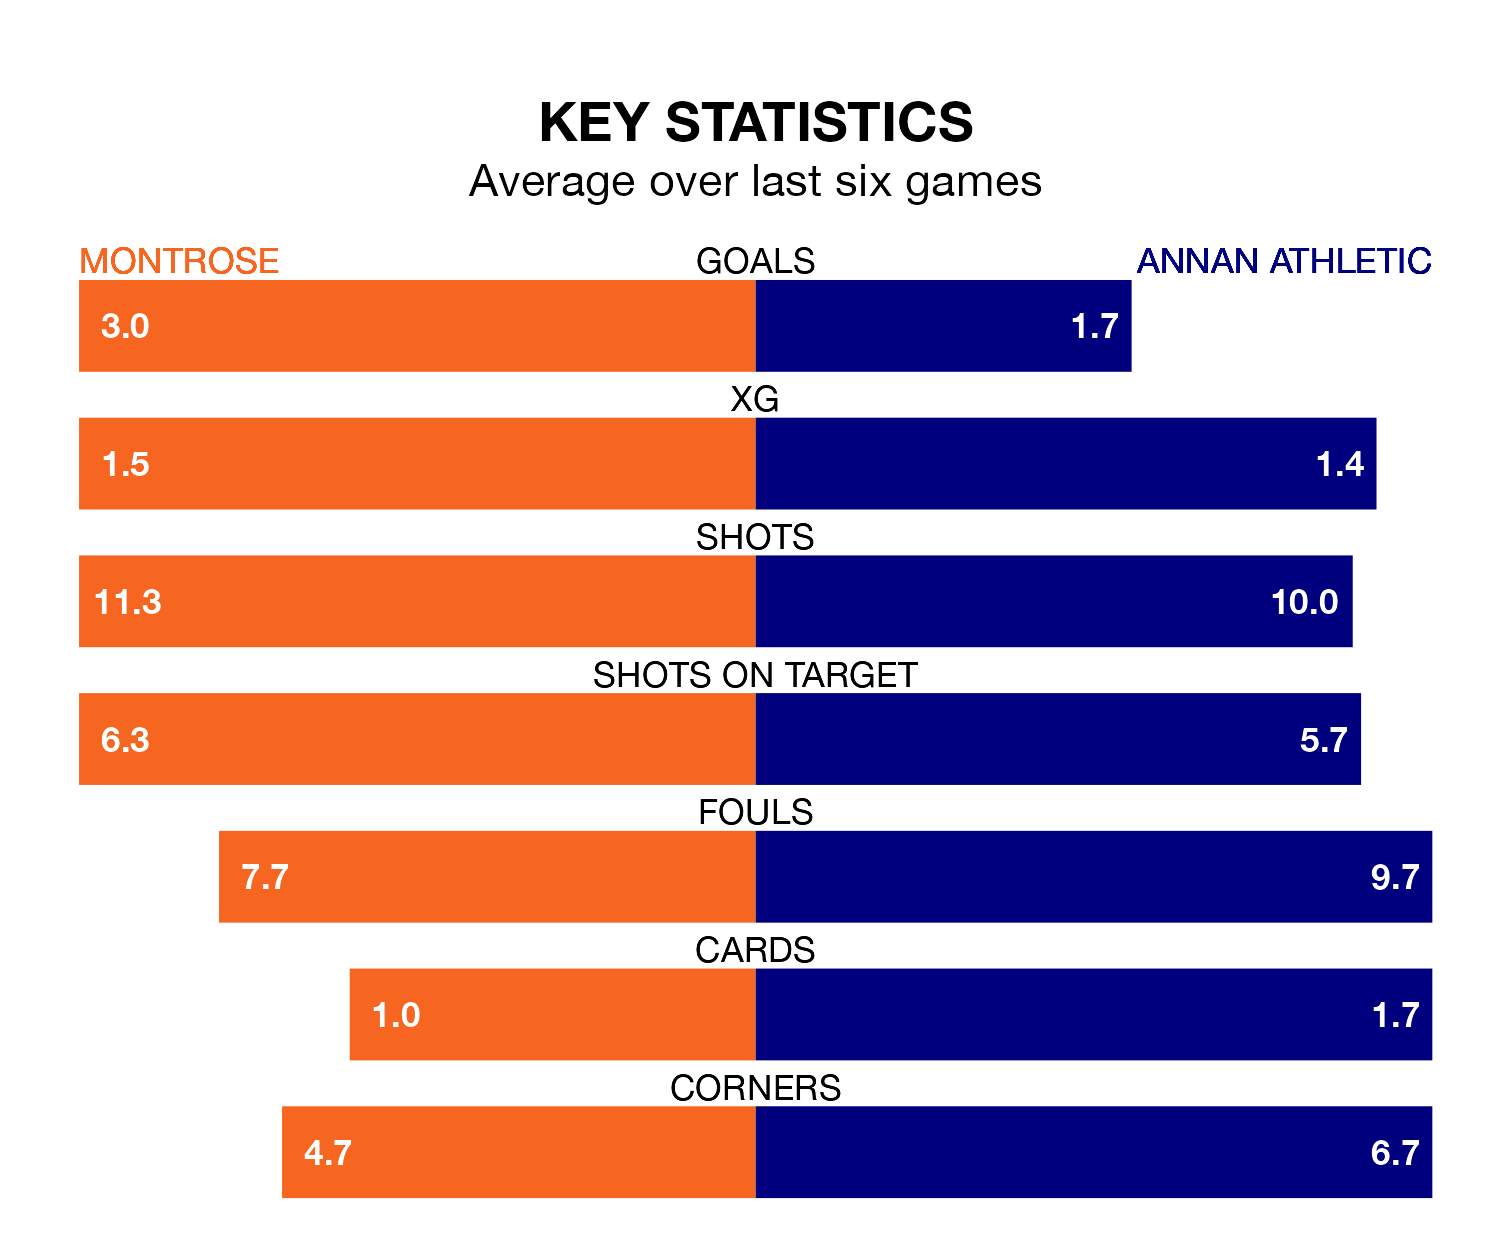 KEY STATISTICS
Average over last six games
MONTROSE GOALS ANNAN ATHLETIC
3.0 1.7
XG
1.5 1.4
SHOTS
11.3 10.0
SHOTS ON TARGET
6.3 5.7
FOULS
7.7 9.7
CARDS
1.0 1.7
CORNERS
4.7 6.7